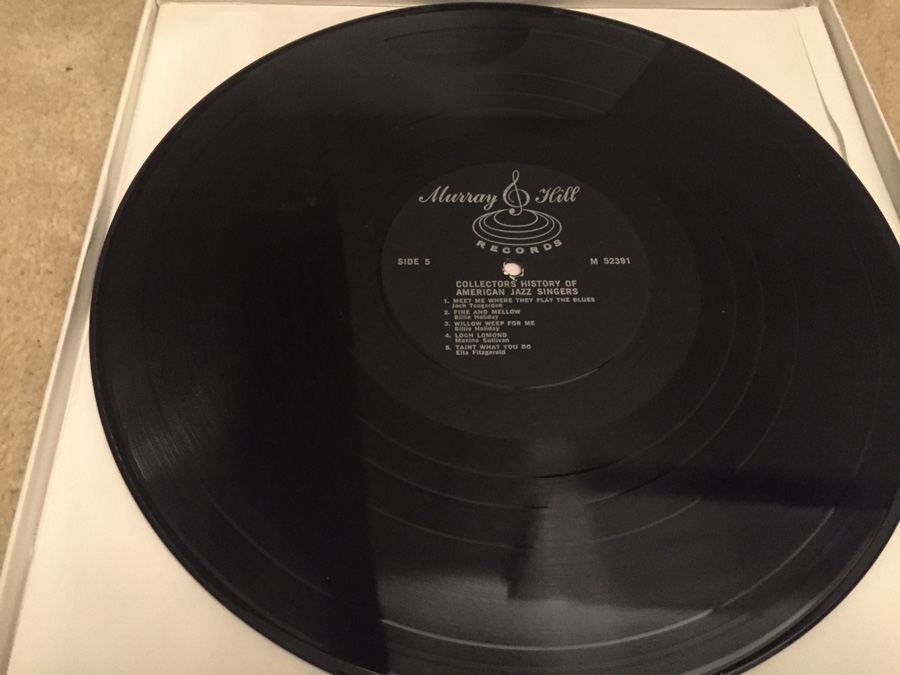 Murray Hill
RECORDS
SIDE 5 M 52391
COLLECTORS HISTORY OF
AMERICAN JAZZ SINGERS
1. MEET ME WHERE THEY PLAY THE BLUES
Jack Teagarden
2. FINE AND MELLOW
Billie Holiday
3. WILLOW WEEP FOR ME
Billie Holiday
4. LOCH LOMOND
Maxine Sullivan
5. TAINT WHAT YOU DO
Ella Fitzgerald